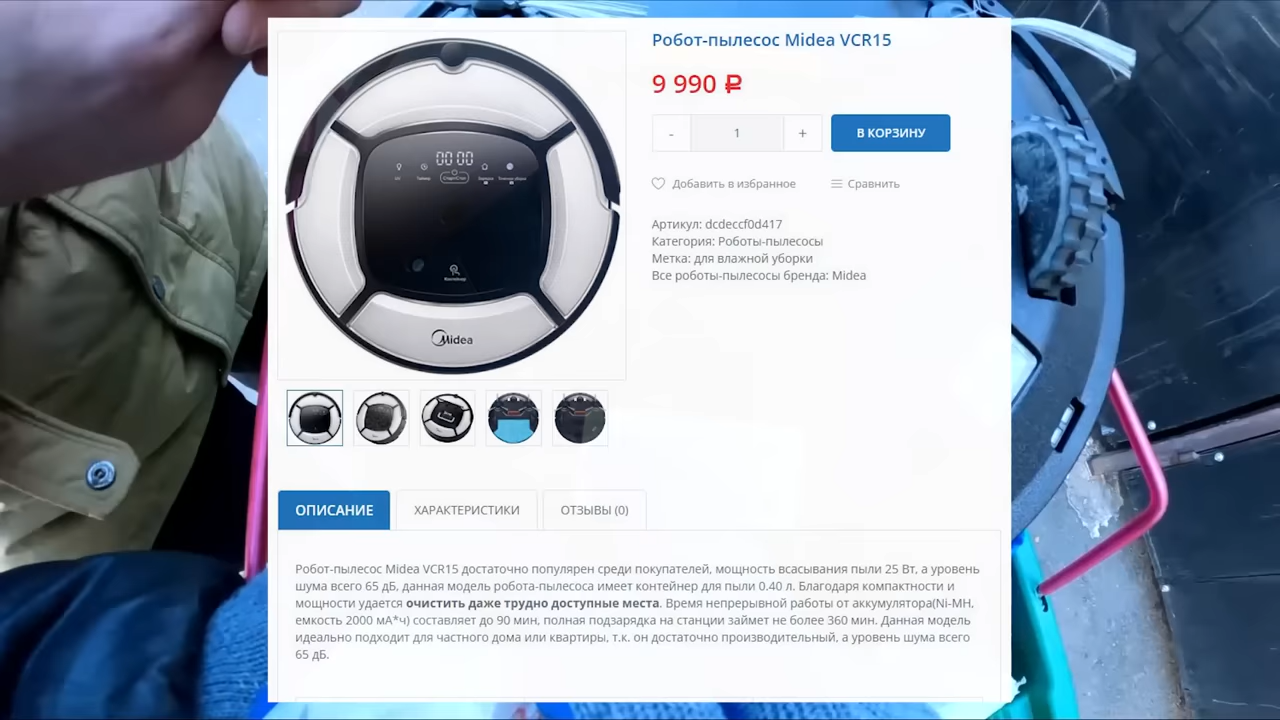 Робот-пылесос Midea VCR15
9 990 ₽
- 1 + В КОРЗИНУ
Добавить в избранное Сравнить
Артикул: dcdeccf0d417
Категория: Роботы-пылесосы
Метка: для влажной уборки
Все роботы-пылесосы бренда: Midea
00:00
UV Таймер Старт/Стоп
Midea
ОПИСАНИЕ ХАРАКТЕРИСТИКИ ОТЗЫВЫ (0)
Робот-пылесос Midea VCR15 достаточно популярен среди покупателей, мощность всасывания пыли 25 Вт, а уровень
шума всего 65 дБ, данная модель робота-пылесоса имеет контейнер для пыли 0.40 л. Благодаря компактности и
мощности удается очистить даже трудно доступные места. Время непрерывной работы от аккумулятора(Ni-MH,
емкость 2000 мА*ч) составляет до 90 мин, полная подзарядка на станции займет не более 360 мин. Данная модель
идеально подходит для частного дома или квартиры, т.к. он достаточно производительный, а уровень шума всего
65 дБ.